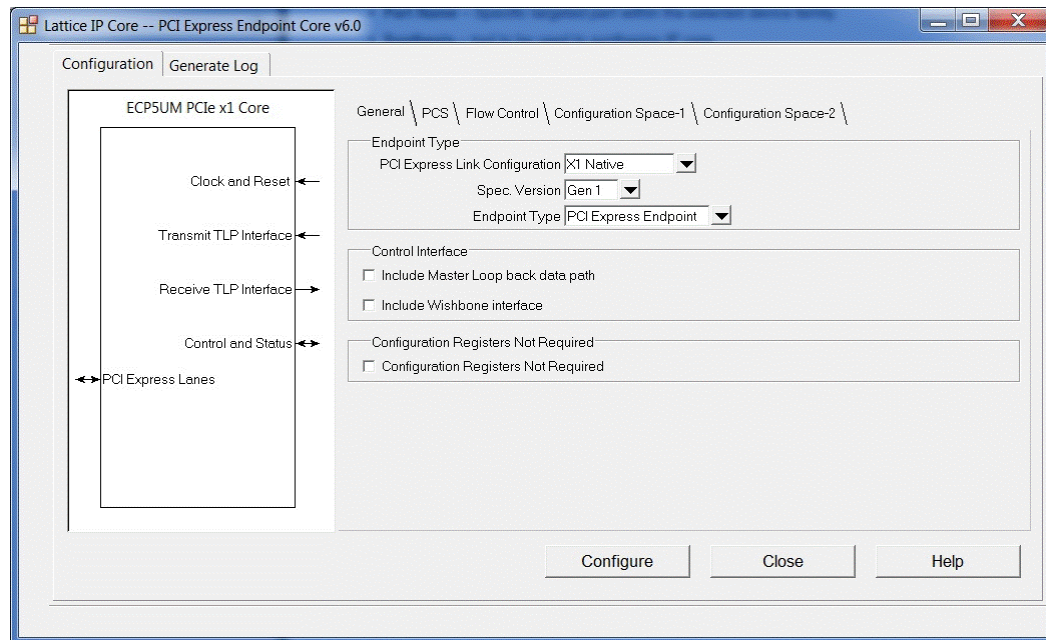 Lattice IP Core -- PCI Express Endpoint Core v6.0
Configuration
Generate Log
ECP5UM PCIe x1 Core
Clock and Reset
Transmit TLP Interface
Receive TLP Interface
Control and Status
PCI Express Lanes
General
PCS
Flow Control
Configuration Space-1
Configuration Space-2
Endpoint Type
PCI Express Link Configuration X1 Native
Spec. Version Gen 1
Endpoint Type PCI Express Endpoint
Control Interface
Include Master Loop back data path
Include Wishbone interface
Configuration Registers Not Required
Configuration Registers Not Required
Configure
Close
Help